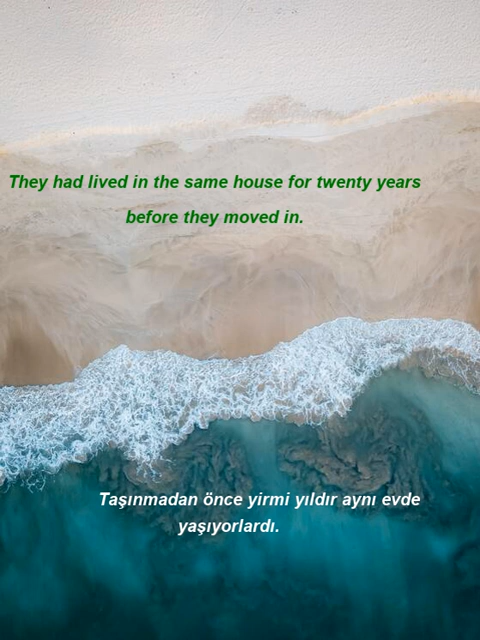 They had lived in the same house for twenty years
before they moved in.
Taşınmadan önce yirmi yıldır aynı evde
yaşıyorlardı.